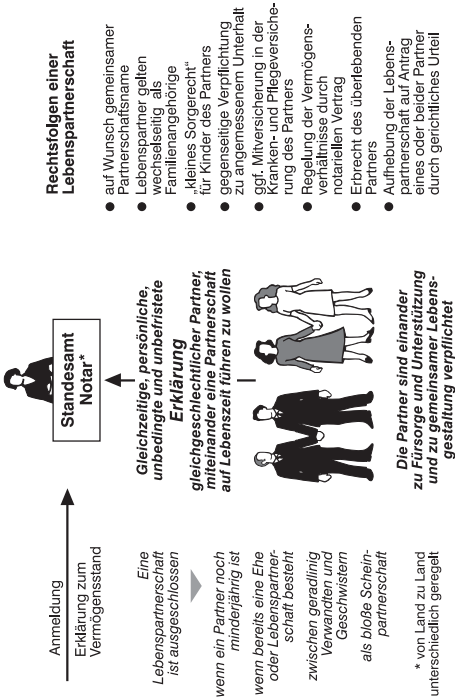 Anmeldung
Erklärung zum
Vermögensstand
Standesamt
Notar*
Eine
Lebenspartnerschaft
ist ausgeschlossen
wenn ein Partner noch
minderjährig ist
wenn bereits eine Ehe
oder Lebenspartner-
schaft besteht
zwischen geradlinig
Verwandten und
Geschwistern
als bloße Schein-
partnerschaft
* von Land zu Land
unterschiedlich geregelt
Gleichzeitige, persönliche,
unbedingte und unbefristete
Erklärung
gleichgeschlechtlicher Partner,
miteinander eine Partnerschaft
auf Lebenszeit führen zu wollen
Die Partner sind einander
zu Fürsorge und Unterstützung
und zu gemeinsamer Lebens-
gestaltung verpflichtet
Rechtsfolgen einer
Lebenspartnerschaft
● auf Wunsch gemeinsamer
Partnerschaftsname
● Lebenspartner gelten
wechselseitig als
Familienangehörige
● „kleines Sorgerecht"
für Kinder des Partners
● gegenseitige Verpflichtung
zu angemessenem Unterhalt
● ggf. Mitversicherung in der
Kranken- und Pflegeversiche-
rung des Partners
● Regelung der Vermögens-
verhältnisse durch
notariellen Vertrag
● Erbrecht des überlebenden
Partners
● Aufhebung der Lebens-
partnerschaft auf Antrag
eines oder beider Partner
durch gerichtliches Urteil